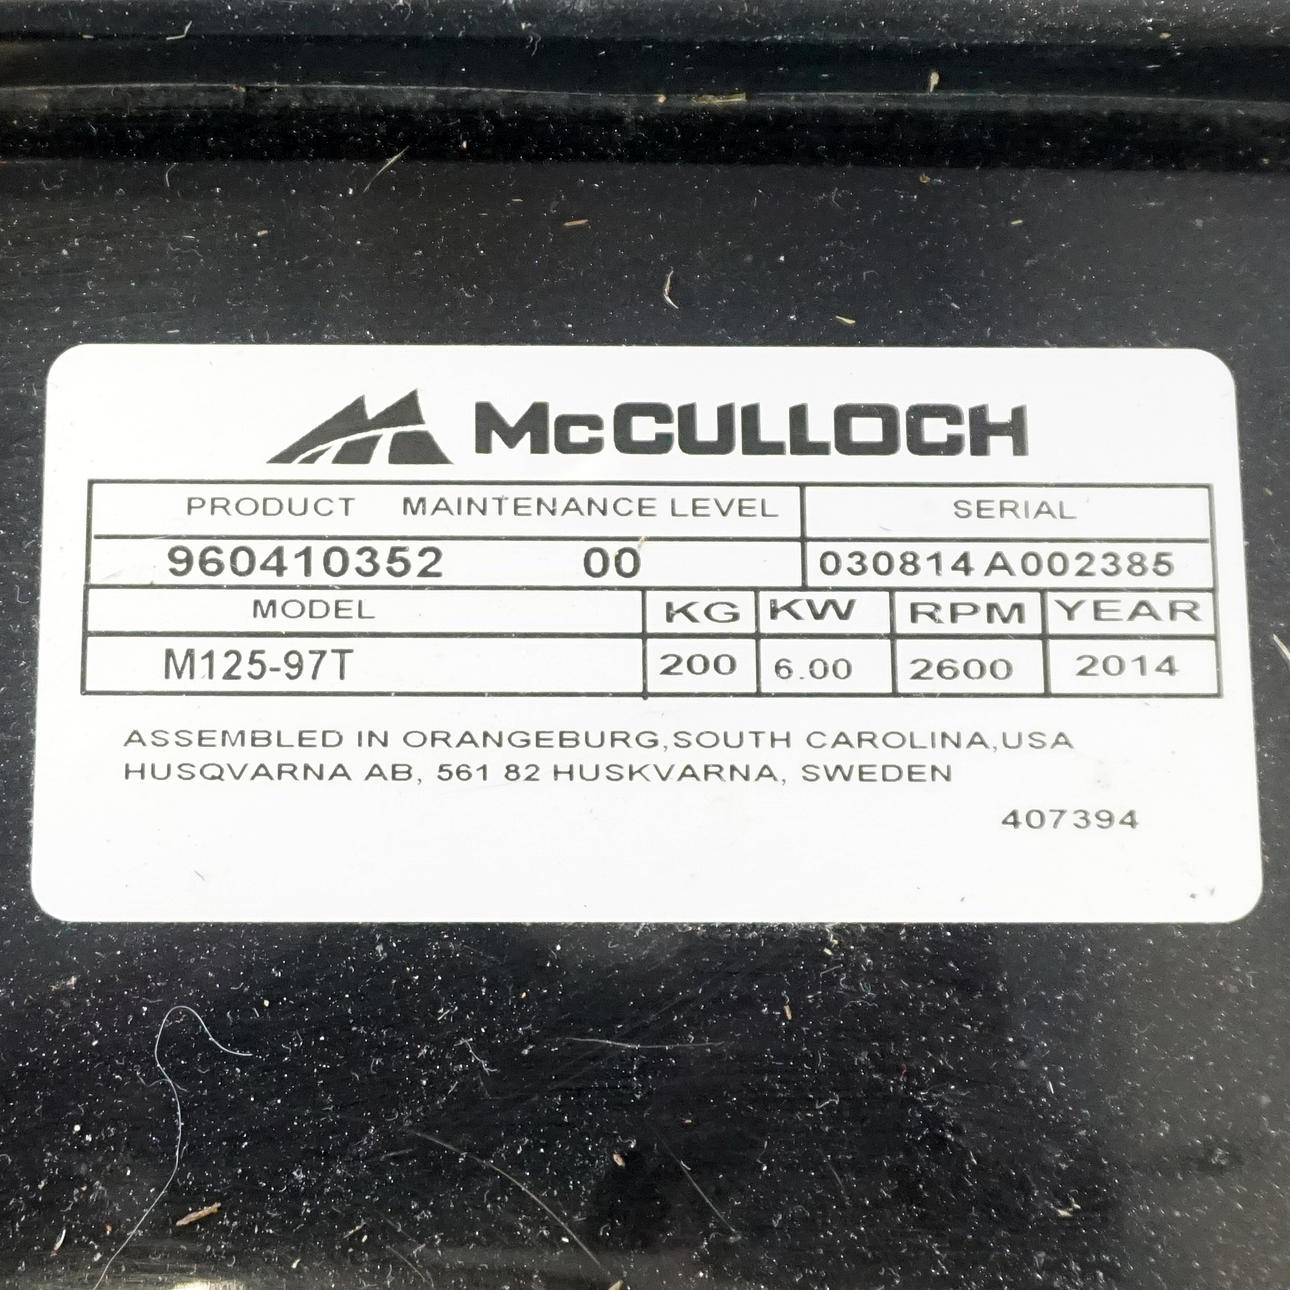 McCULLOCH
PRODUCT MAINTENANCE LEVEL SERIAL
960410352 00 030814 A002385
MODEL KG KW RPM YEAR
M125-97T 200 6.00 2600 2014
ASSEMBLED IN ORANGEBURG,SOUTH CAROLINA,USA
HUSQVARNA AB, 561 82 HUSKVARNA, SWEDEN
407394